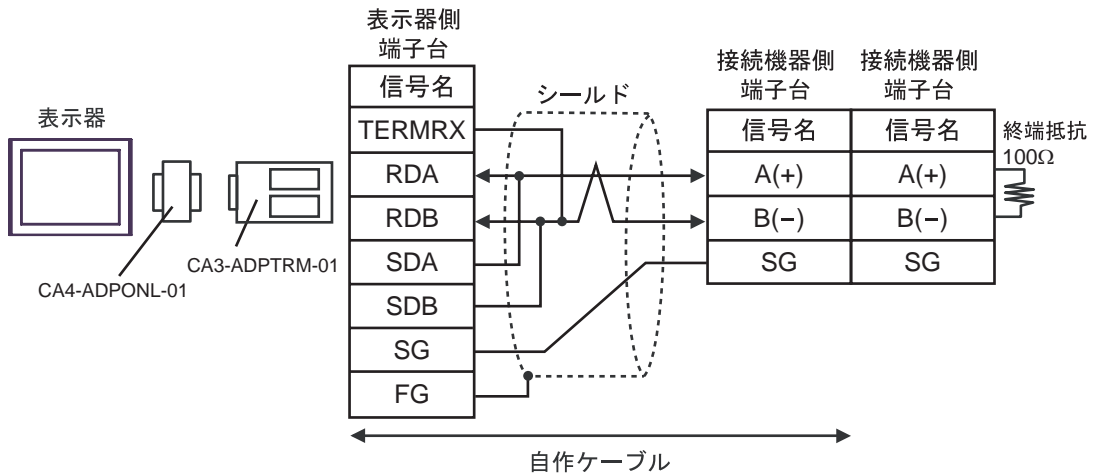 表示器
CA4-ADPONL-01
CA3-ADPTRM-01
表示器側
端子台
信号名
TERMRX
RDA
RDB
SDA
SDB
SG
FG
シールド
接続機器側
端子台
信号名
A(+)
B(−)
SG
接続機器側
端子台
信号名
A(+)
B(−)
SG
終端抵抗
100Ω
自作ケーブル